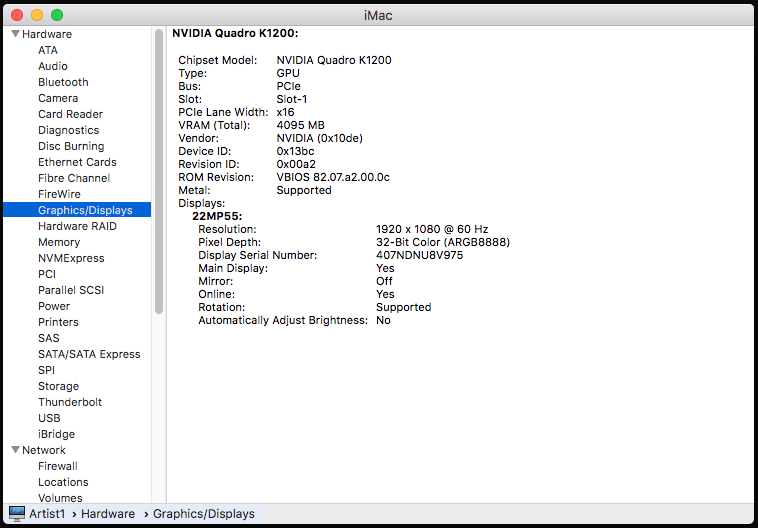 iMac
Hardware
ATA
Audio
Bluetooth
Camera
Card Reader
Diagnostics
Disc Burning
Ethernet Cards
Fibre Channel
FireWire
Graphics/Displays
Hardware RAID
Memory
NVMExpress
PCI
Parallel SCSI
Power
Printers
SAS
SATA/SATA Express
SPI
Storage
Thunderbolt
USB
iBridge
Network
Firewall
Locations
Volumes
NVIDIA Quadro K1200:
Chipset Model: NVIDIA Quadro K1200
Type: GPU
Bus: PCIe
Slot: Slot-1
PCIe Lane Width: x16
VRAM (Total): 4095 MB
Vendor: NVIDIA (0x10de)
Device ID: 0x13bc
Revision ID: 0x00a2
ROM Revision: VBIOS 82.07.a2.00.0c
Metal: Supported
Displays:
22MP55:
Resolution: 1920 x 1080 @ 60 Hz
Pixel Depth: 32-Bit Color (ARGB8888)
Display Serial Number: 407NDNU8V975
Main Display: Yes
Mirror: Off
Online: Yes
Rotation: Supported
Automatically Adjust Brightness: No
Artist1 › Hardware › Graphics/Displays